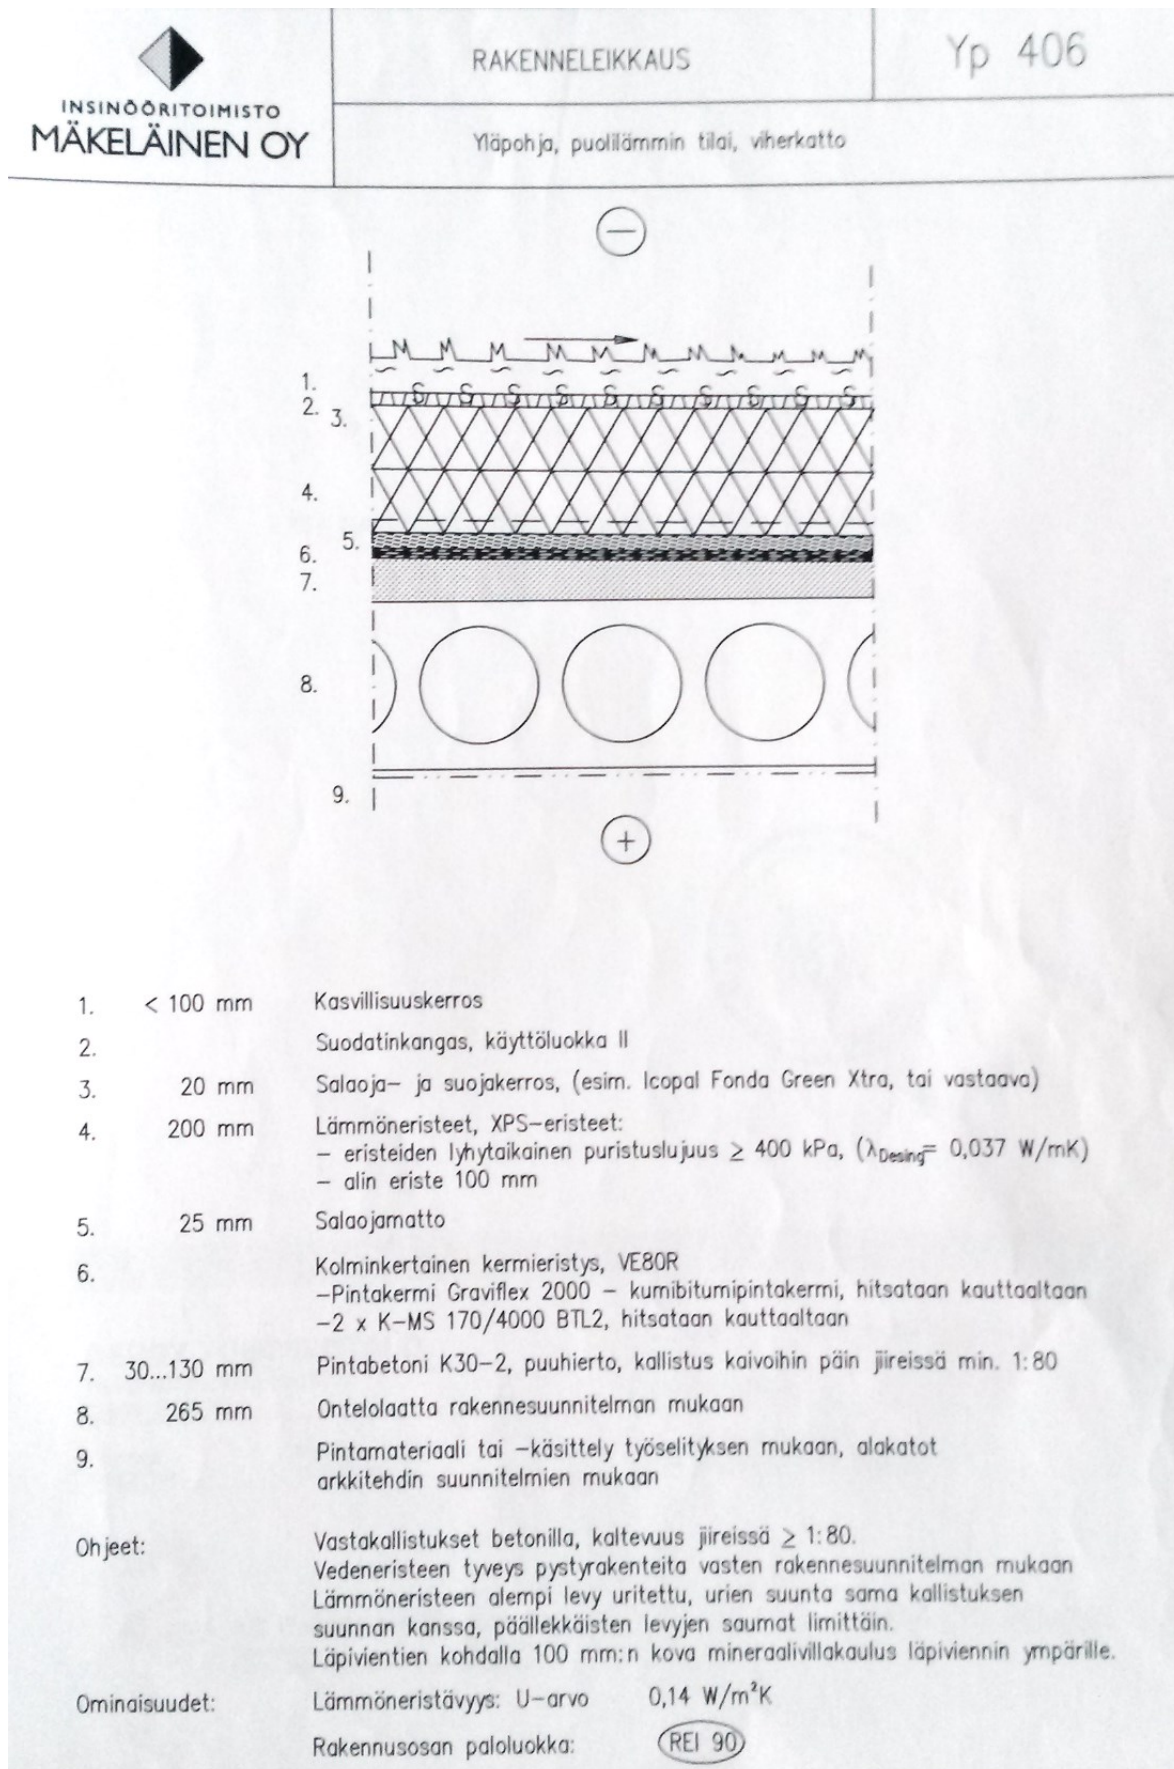 INSINÖÖRITOIMISTO
MÄKELÄINEN OY
RAKENNELEIKKAUS
Yp 406
Yläpohja, puolilämmin tilai, viherkatto
−
1.
2.
3.
4.
5.
6.
7.
8.
9.
+
1. < 100 mm Kasvillisuuskerros
2. Suodatinkangas, käyttöluokka II
3. 20 mm Salaoja- ja suojakerros, (esim. Icopal Fonda Green Xtra, tai vastaava)
4. 200 mm Lämmöneristeet, XPS-eristeet:
- eristeiden lyhytaikainen puristuslujuus ≥ 400 kPa, (λDesing= 0,037 W/mK)
- alin eriste 100 mm
5. 25 mm Salaojamatto
6. Kolminkertainen kermieristys, VE80R
-Pintakermi Graviflex 2000 - kumibitumipintakermi, hitsataan kauttaaltaan
-2 x K-MS 170/4000 BTL2, hitsataan kauttaaltaan
7. 30...130 mm Pintabetoni K30-2, puuhierto, kallistus kaivoihin päin jiireissä min. 1:80
8. 265 mm Ontelolaatta rakennesuunnitelman mukaan
9. Pintamateriaali tai -käsittely työselityksen mukaan, alakatot
arkkitehdin suunnitelmien mukaan
Ohjeet: Vastakallistukset betonilla, kaltevuus jiireissä ≥ 1:80.
Vedeneristeen tyveys pystyrakenteita vasten rakennesuunnitelman mukaan
Lämmöneristeen alempi levy uritettu, urien suunta sama kallistuksen
suunnan kanssa, päällekkäisten levyjen saumat limittäin.
Läpivientien kohdalla 100 mm:n kova mineraalivillakaulus läpiviennin ympärille.
Ominaisuudet: Lämmöneristävyys: U-arvo 0,14 W/m²K
Rakennusosan paloluokka: REI 90